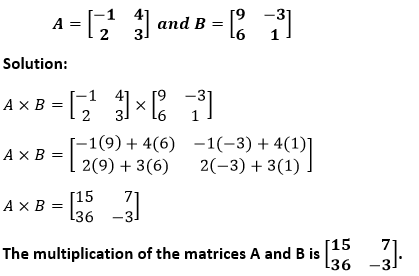 A = [−1 4 2 3] and B = [9 −3 6 1]
Solution:
A × B = [−1 4 2 3] × [9 −3 6 1]
A × B = [−1(9) + 4(6) −1(−3) + 4(1) 2(9) + 3(6) 2(−3) + 3(1)]
A × B = [15 7 36 −3]
The multiplication of the matrices A and B is [15 7 36 −3].